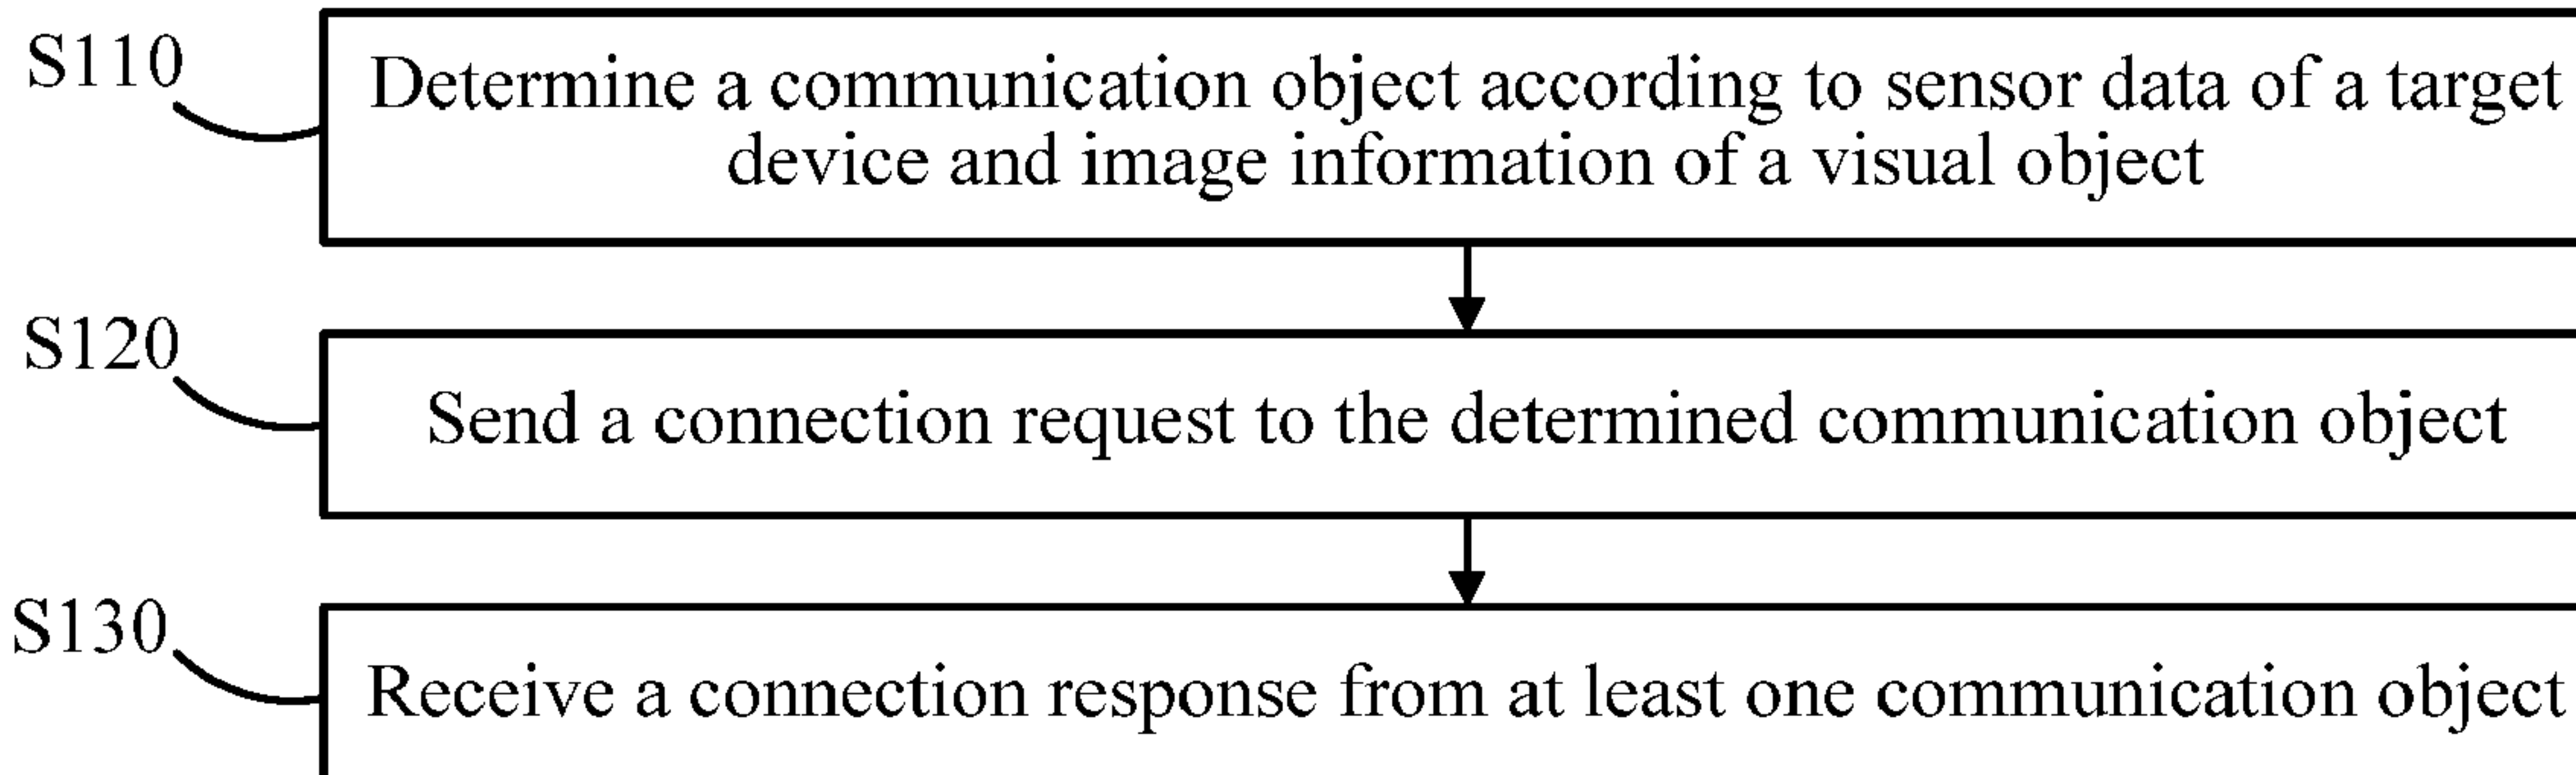 S110
Determine a communication object according to sensor data of a target
device and image information of a visual object
S120
Send a connection request to the determined communication object
S130
Receive a connection response from at least one communication object